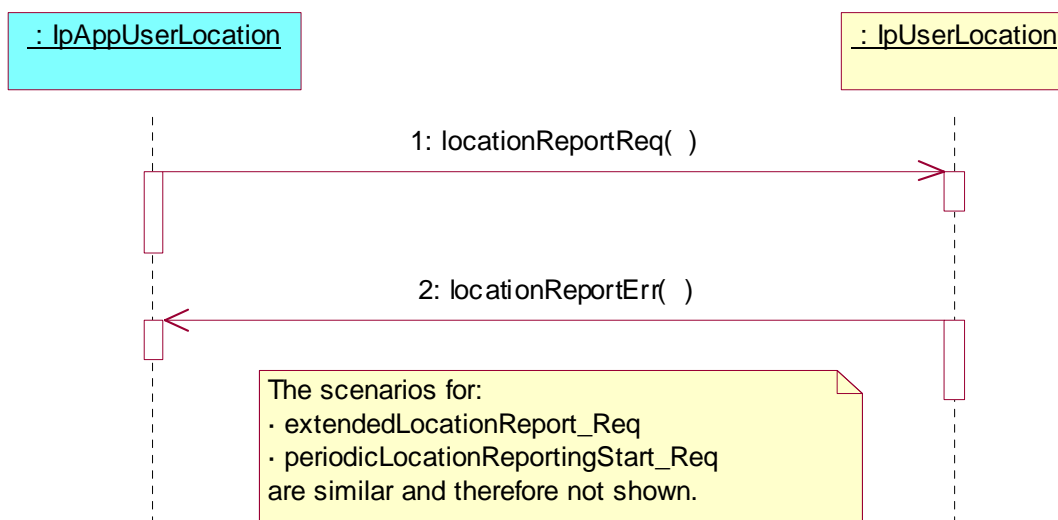 : IpAppUserLocation
: IpUserLocation
1: locationReportReq( )
2: locationReportErr( )
The scenarios for:
· extendedLocationReport_Req
· periodicLocationReportingStart_Req
are similar and therefore not shown.